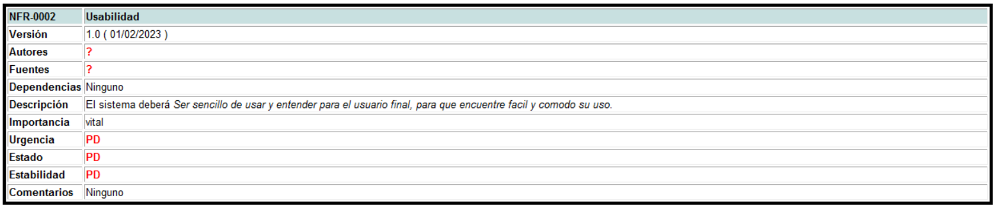 NFR-0002 Usabilidad
Versión 1.0 ( 01/02/2023 )
Autores ?
Fuentes ?
Dependencias Ninguno
Descripción El sistema deberá Ser sencillo de usar y entender para el usuario final, para que encuentre facil y comodo su uso.
Importancia vital
Urgencia PD
Estado PD
Estabilidad PD
Comentarios Ninguno